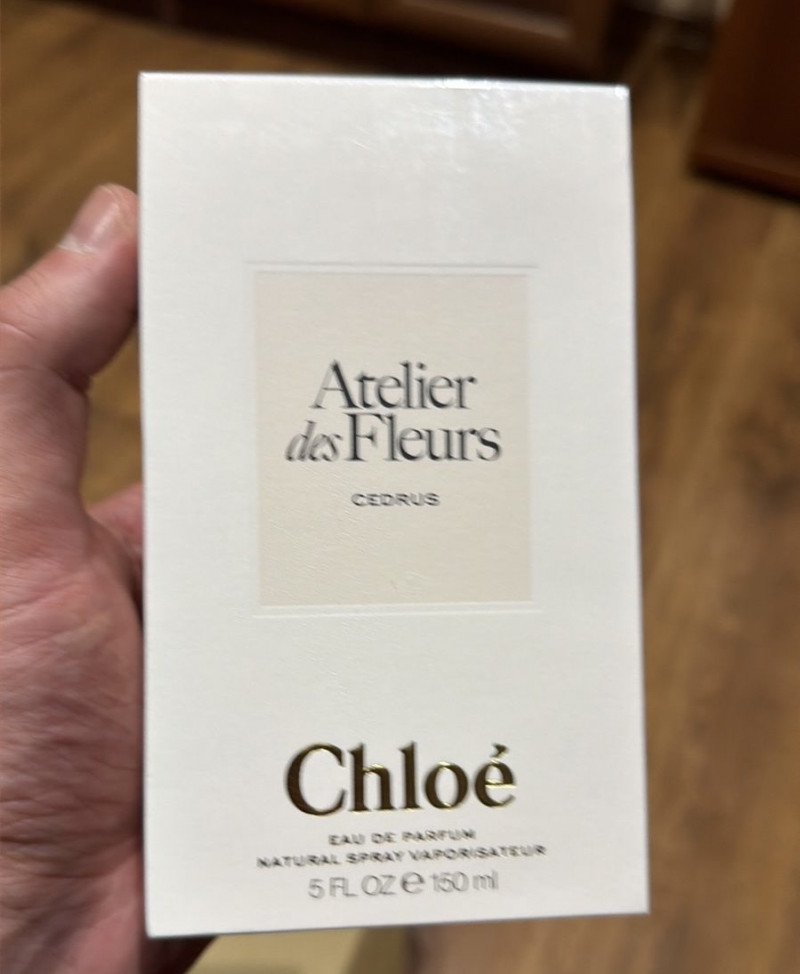 Atelier
des Fleurs
CEDRUS
Chloé
EAU DE PARFUM
NATURAL SPRAY VAPORISATEUR
5 FL OZ ℮ 150 ml